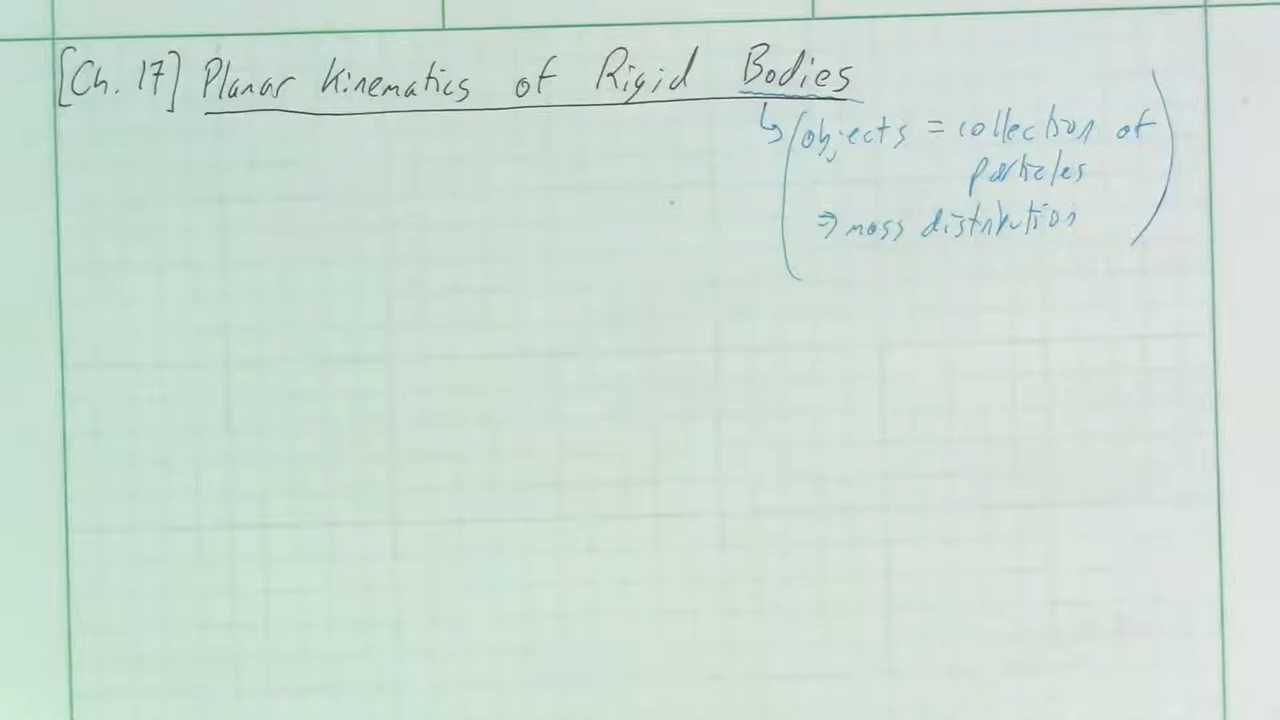 [Ch. 17] Planar Kinematics of Rigid Bodies
↳ (objects = collection of
particles
⇒ mass distribution)